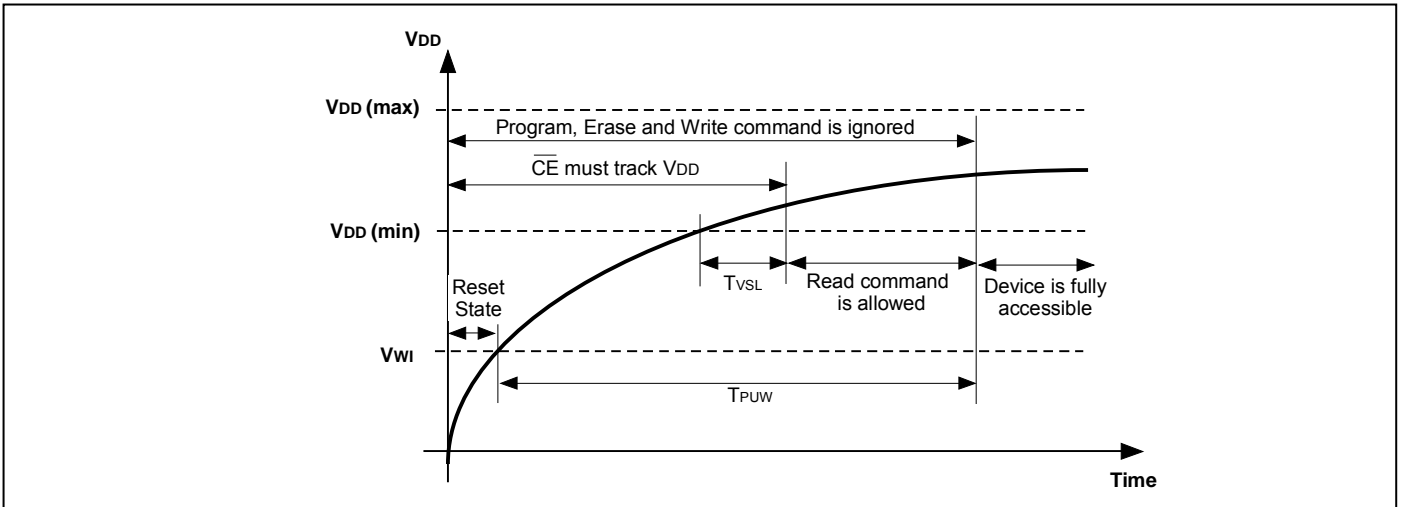 VDD
VDD (max)
Program, Erase and Write command is ignored
CE must track VDD
VDD (min)
TVSL
Read command
is allowed
Device is fully
accessible
Reset
State
VWI
TPUW
Time